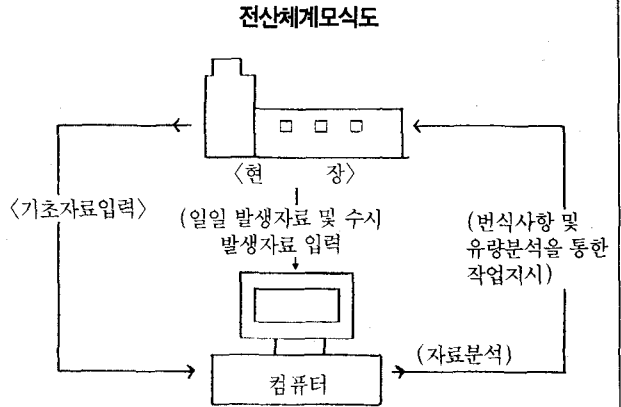 전산체계모식도
〈현 장〉
〈기초자료입력〉
(일일 발생자료 및 수시
발생자료 입력
(번식사항 및
유량분석을 통한
작업지시)
(자료분석)
컴퓨터